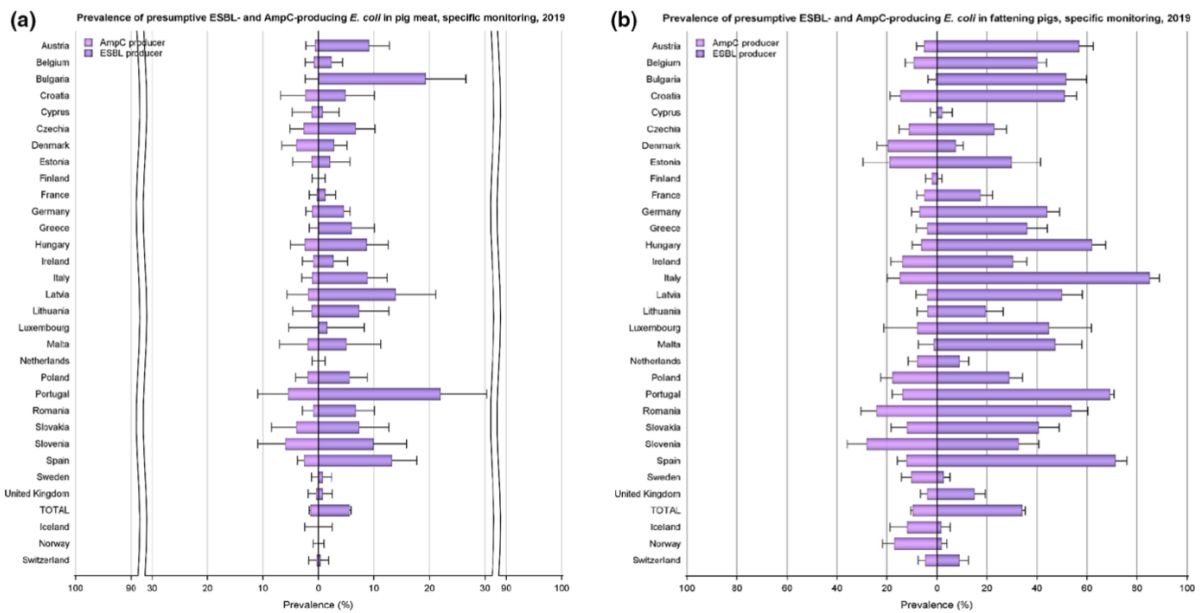 (a)
Prevalence of presumptive ESBL- and AmpC-producing E. coli in pig meat, specific monitoring, 2019
AmpC producer
ESBL producer
Austria
Belgium
Bulgaria
Croatia
Cyprus
Czechia
Denmark
Estonia
Finland
France
Germany
Greece
Hungary
Ireland
Italy
Latvia
Lithuania
Luxembourg
Malta
Netherlands
Poland
Portugal
Romania
Slovakia
Slovenia
Spain
Sweden
United Kingdom
TOTAL
Iceland
Norway
Switzerland
100 90 30 20 10 0 10 20 30 90 100
Prevalence (%)
(b)
Prevalence of presumptive ESBL- and AmpC-producing E. coli in fattening pigs, specific monitoring, 2019
AmpC producer
ESBL producer
Austria
Belgium
Bulgaria
Croatia
Cyprus
Czechia
Denmark
Estonia
Finland
France
Germany
Greece
Hungary
Ireland
Italy
Latvia
Lithuania
Luxembourg
Malta
Netherlands
Poland
Portugal
Romania
Slovakia
Slovenia
Spain
Sweden
United Kingdom
TOTAL
Iceland
Norway
Switzerland
100 80 60 40 20 0 20 40 60 80 100
Prevalence (%)